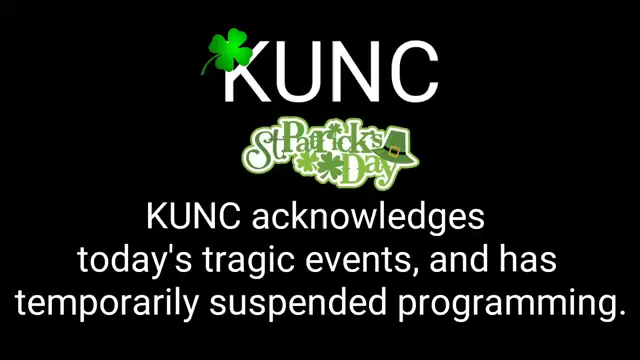 KUNC
St Patrick's
Day
KUNC acknowledges
today's tragic events, and has
temporarily suspended programming.